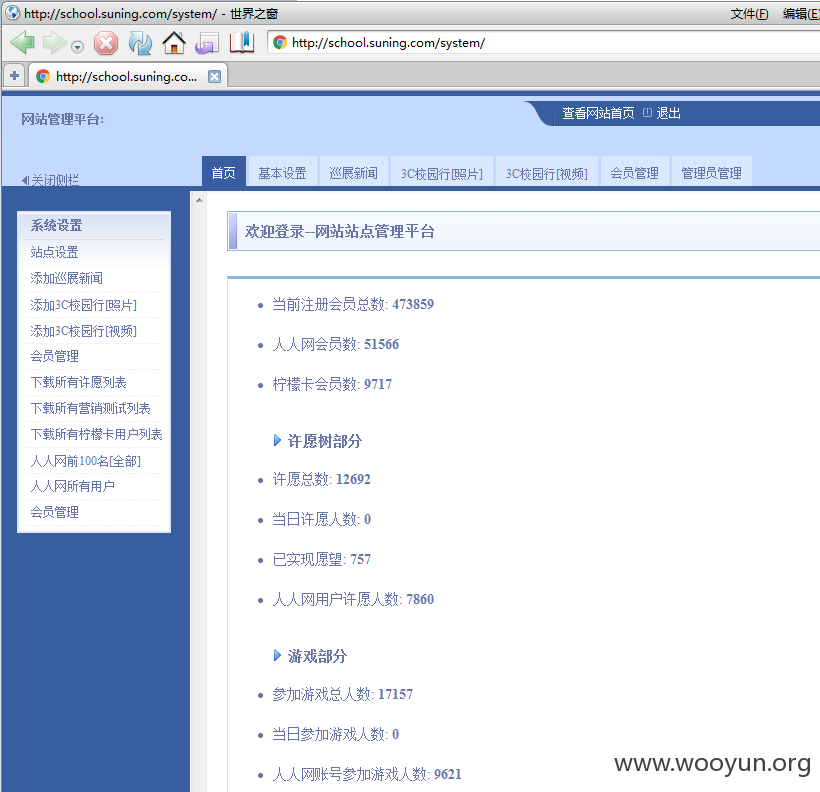 http://school.suning.com/system/ - 世界之窗
文件(F) 编辑(E)
http://school.suning.com/system/
http://school.suning.co...
网站管理平台:
查看网站首页 退出
关闭侧栏
首页 基本设置 巡展新闻 3C校园行[照片] 3C校园行[视频] 会员管理 管理员管理
系统设置
站点设置
添加巡展新闻
添加3C校园行[照片]
添加3C校园行[视频]
会员管理
下载所有许愿列表
下载所有营销测试列表
下载所有柠檬卡用户列表
人人网前100名[全部]
人人网所有用户
会员管理
欢迎登录--网站站点管理平台
当前注册会员总数: 473859
人人网会员数: 51566
柠檬卡会员数: 9717
许愿树部分
许愿总数: 12692
当日许愿人数: 0
已实现愿望: 757
人人网用户许愿人数: 7860
游戏部分
参加游戏总人数: 17157
当日参加游戏人数: 0
人人网账号参加游戏人数: 9621
www.wooyun.org